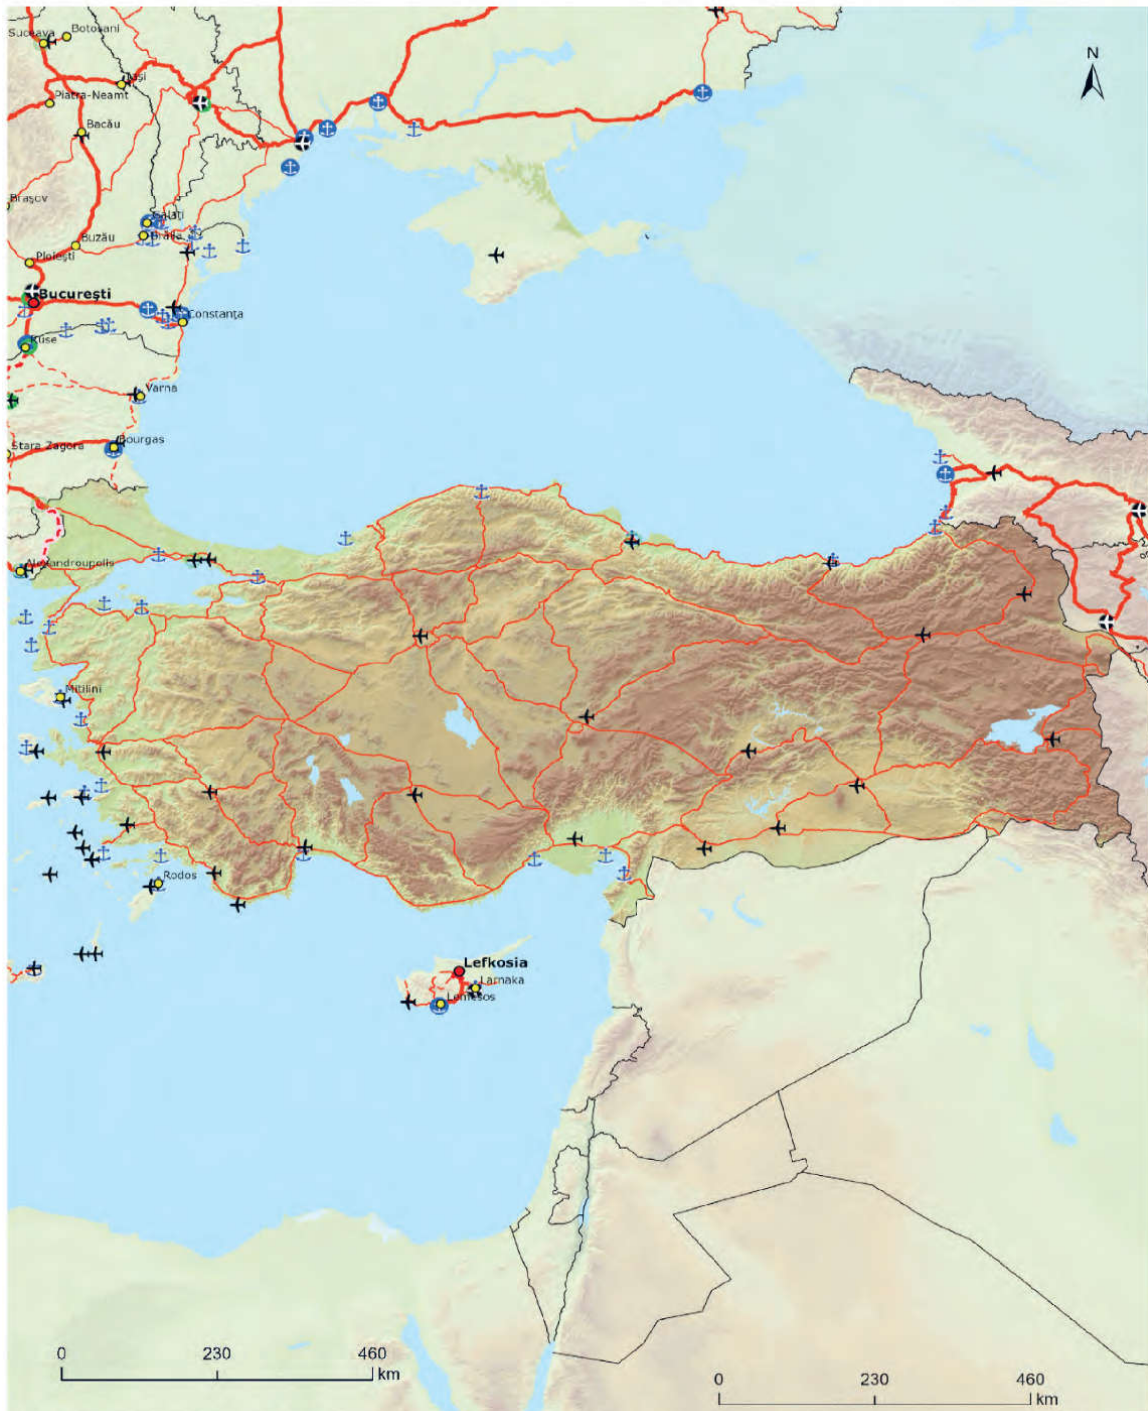 Suceava
Botoșani
N
Iași
Piatra-Neamt
Bacău
Brașov
Galați
Brăila
Buzău
Ploiești
București
Constanța
Ruse
Varna
Bourgas
Stara Zagora
Alexandroupolis
Mitilini
Rodos
Lefkosia
Larnaka
Lemesos
0 230 460
km
0 230 460
km